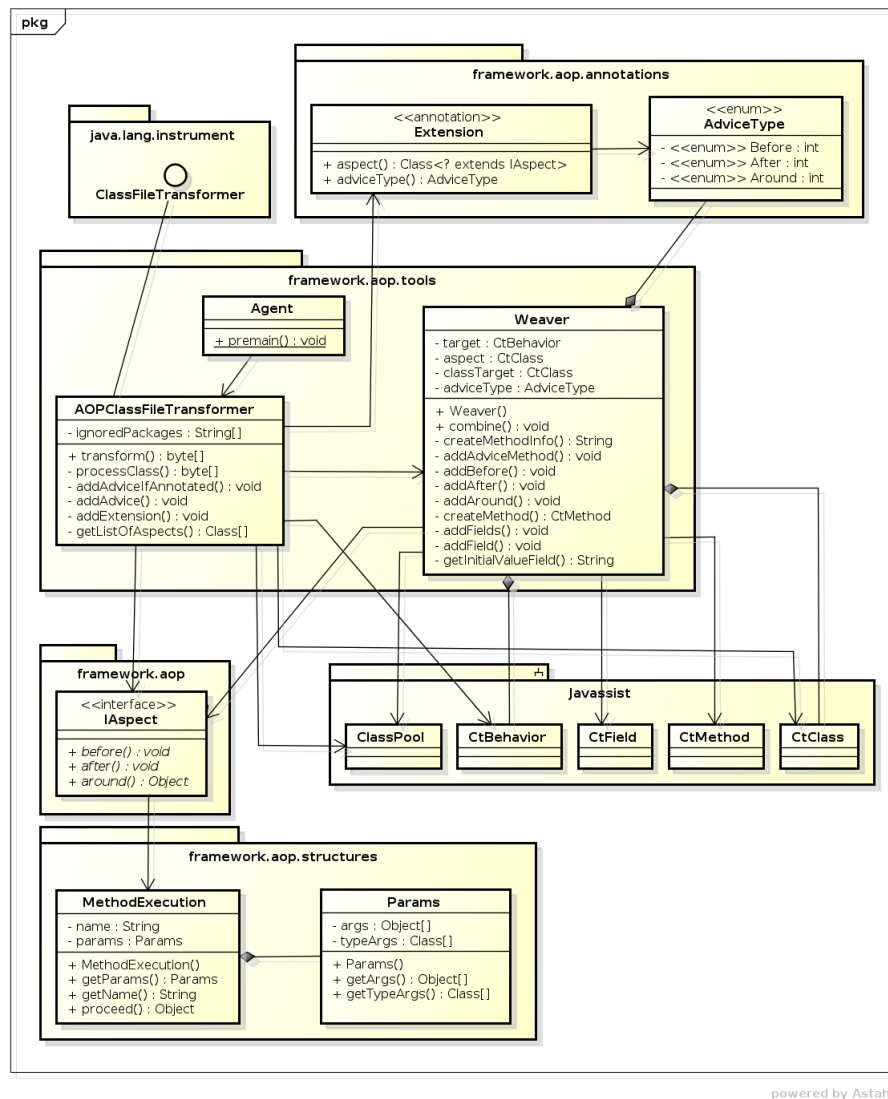 pkg
framework.aop.annotations
<<annotation>>
Extension
+ aspect() : Class<? extends IAspect>
+ adviceType() : AdviceType
<<enum>>
AdviceType
- <<enum>> Before : int
- <<enum>> After : int
- <<enum>> Around : int
java.lang.instrument
ClassFileTransformer
framework.aop.tools
Agent
+ premain() : void
Weaver
- target : CtBehavior
- aspect : CtClass
- classTarget : CtClass
- adviceType : AdviceType
+ Weaver()
+ combine() : void
- createMethodInfo() : String
- addAdviceMethod() : void
- addBefore() : void
- addAfter() : void
- addAround() : void
- createMethod() : CtMethod
- addFields() : void
- addField() : void
- getInitialValueField() : String
AOPClassFileTransformer
- ignoredPackages : String[]
+ transform() : byte[]
- processClass() : byte[]
- addAdviceIfAnnotated() : void
- addAdvice() : void
- addExtension() : void
- getListOfAspects() : Class[]
framework.aop
<<interface>>
IAspect
+ before() : void
+ after() : void
+ around() : Object
Javassist
ClassPool
CtBehavior
CtField
CtMethod
CtClass
framework.aop.structures
MethodExecution
- name : String
- params : Params
+ MethodExecution()
+ getParams() : Params
+ getName() : String
+ proceed() : Object
Params
- args : Object[]
- typeArgs : Class[]
+ Params()
+ getArgs() : Object[]
+ getTypeArgs() : Class[]
powered by Astah